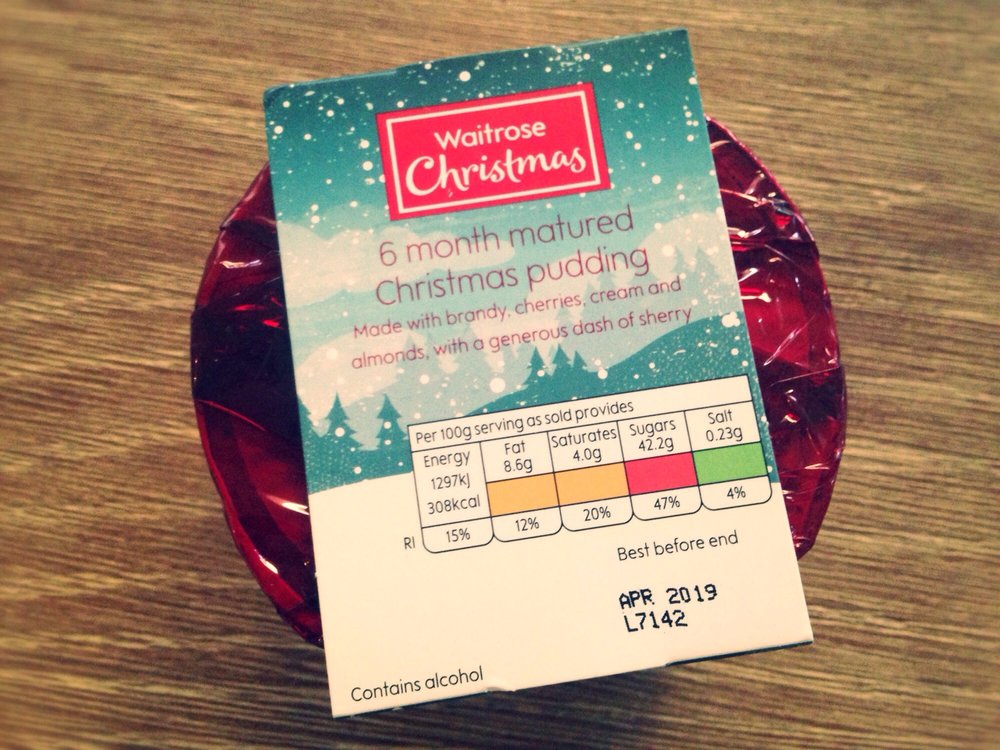 Waitrose
Christmas
6 month matured
Christmas pudding
Made with brandy, cherries, cream and
almonds, with a generous dash of sherry
Per 100g serving as sold provides
Energy
1297kJ
308kcal
15%
Fat
8.6g
12%
Saturates
4.0g
20%
Sugars
42.2g
47%
Salt
0.23g
4%
RI
Best before end
APR 2019
L7142
Contains alcohol